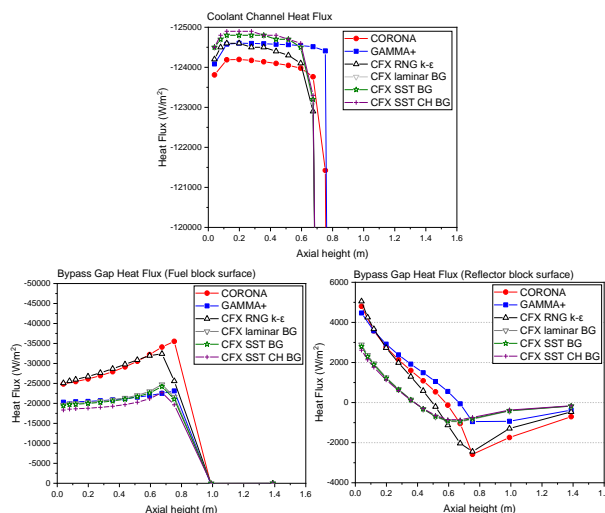 Coolant Channel Heat Flux
-125000
-124000
-123000
-122000
-121000
-120000
Heat Flux (W/m²)
CORONA
GAMMA+
CFX RNG k-ε
CFX laminar BG
CFX SST BG
CFX SST CH BG
0.0 0.2 0.4 0.6 0.8 1.0 1.2 1.4 1.6
Axial height (m)
Bypass Gap Heat Flux (Fuel block surface)
-50000
-45000
-40000
-35000
-30000
-25000
-20000
-15000
-10000
-5000
0
Heat Flux (W/m²)
CORONA
GAMMA+
CFX RNG k-ε
CFX laminar BG
CFX SST BG
CFX SST CH BG
0.0 0.2 0.4 0.6 0.8 1.0 1.2 1.4 1.6
Axial height (m)
Bypass Gap Heat Flux (Reflector block surface)
6000
4000
2000
0
-2000
-4000
Heat Flux (W/m²)
CORONA
GAMMA+
CFX RNG k-ε
CFX laminar BG
CFX SST BG
CFX SST CH BG
0.0 0.2 0.4 0.6 0.8 1.0 1.2 1.4 1.6
Axial height (m)